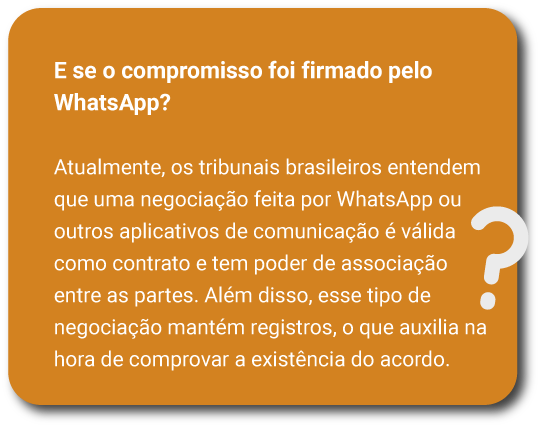 E se o compromisso foi firmado pelo
WhatsApp?
Atualmente, os tribunais brasileiros entendem
que uma negociação feita por WhatsApp ou
outros aplicativos de comunicação é válida
como contrato e tem poder de associação
entre as partes. Além disso, esse tipo de
negociação mantém registros, o que auxilia na
hora de comprovar a existência do acordo.
?